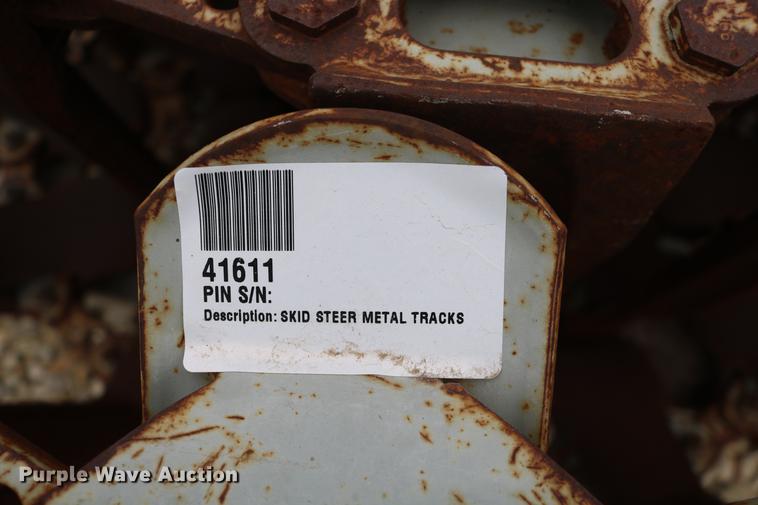 41611
PIN S/N:
Description: SKID STEER METAL TRACKS
Purple Wave Auction